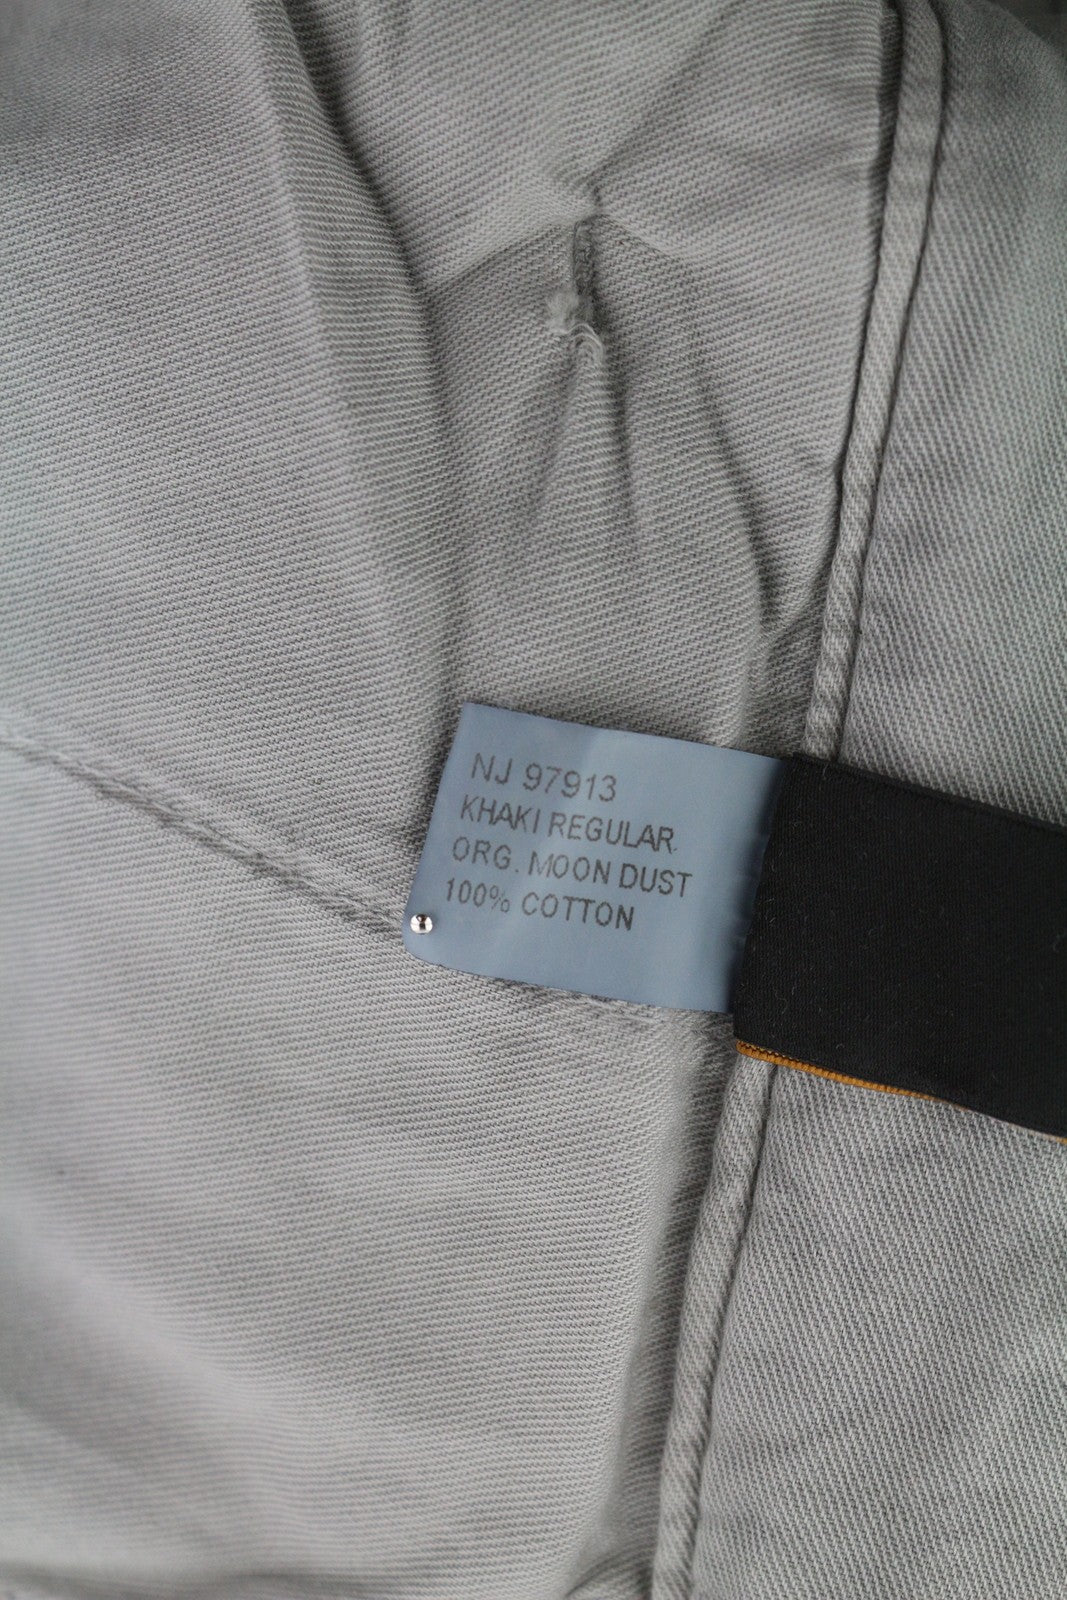 NJ 97913
KHAKI REGULAR
ORG. MOON DUST
100% COTTON